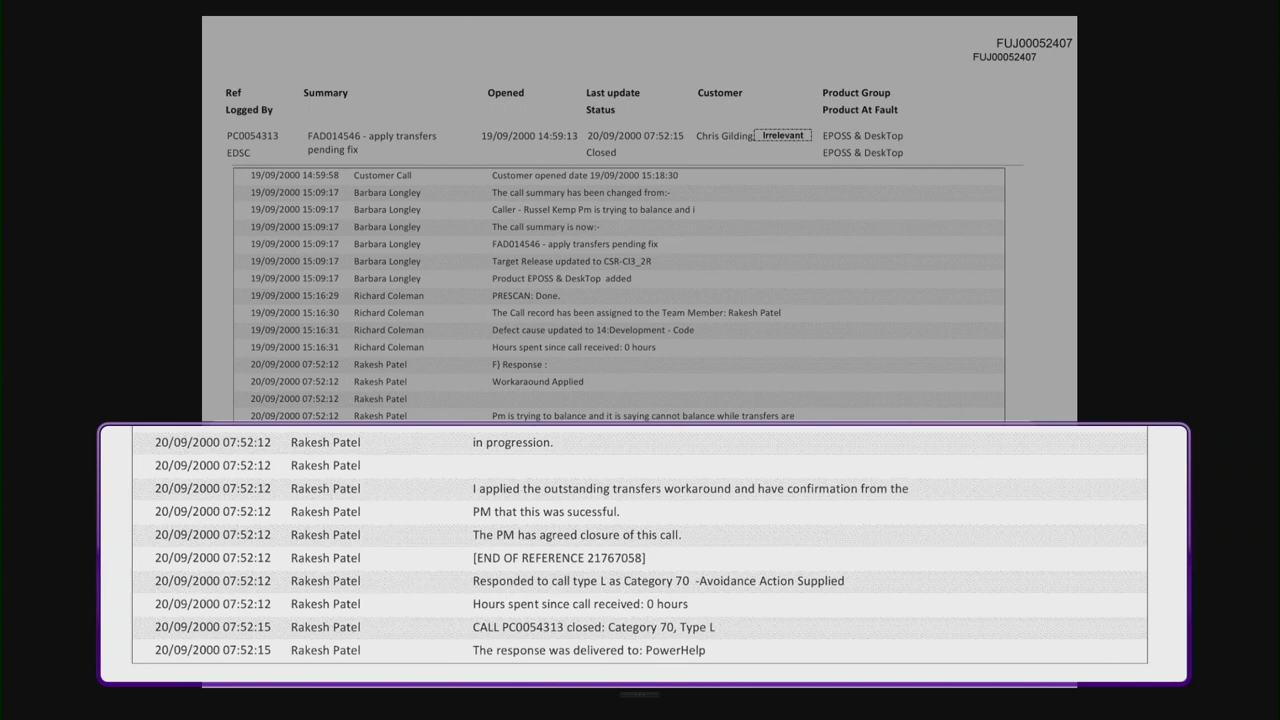 FUJ00052407
FUJ00052407
Ref Summary Opened Last update Customer Product Group
Logged By Status Product At Fault
PC0054313 FAD014546 - apply transfers 19/09/2000 14:59:13 20/09/2000 07:52:15 Chris Gilding Irrelevant EPOSS & DeskTop
EDSC pending fix Closed EPOSS & DeskTop
19/09/2000 14:59:58 Customer Call Customer opened date 19/09/2000 15:18:30
19/09/2000 15:09:17 Barbara Longley The call summary has been changed from:-
19/09/2000 15:09:17 Barbara Longley Caller - Russel Kemp Pm is trying to balance and i
19/09/2000 15:09:17 Barbara Longley The call summary is now:-
19/09/2000 15:09:17 Barbara Longley FAD014546 - apply transfers pending fix
19/09/2000 15:09:17 Barbara Longley Target Release updated to CSR-CI3_2R
19/09/2000 15:09:17 Barbara Longley Product EPOSS & DeskTop added
19/09/2000 15:16:29 Richard Coleman PRESCAN: Done.
19/09/2000 15:16:30 Richard Coleman The Call record has been assigned to the Team Member: Rakesh Patel
19/09/2000 15:16:31 Richard Coleman Defect cause updated to 14:Development - Code
19/09/2000 15:16:31 Richard Coleman Hours spent since call received: 0 hours
20/09/2000 07:52:12 Rakesh Patel F} Response :
20/09/2000 07:52:12 Rakesh Patel Workaraound Applied
20/09/2000 07:52:12 Rakesh Patel
20/09/2000 07:52:12 Rakesh Patel Pm is trying to balance and it is saying cannot balance while transfers are
20/09/2000 07:52:12 Rakesh Patel in progression.
20/09/2000 07:52:12 Rakesh Patel
20/09/2000 07:52:12 Rakesh Patel I applied the outstanding transfers workaround and have confirmation from the
20/09/2000 07:52:12 Rakesh Patel PM that this was sucessful.
20/09/2000 07:52:12 Rakesh Patel The PM has agreed closure of this call.
20/09/2000 07:52:12 Rakesh Patel [END OF REFERENCE 21767058]
20/09/2000 07:52:12 Rakesh Patel Responded to call type L as Category 70 -Avoidance Action Supplied
20/09/2000 07:52:12 Rakesh Patel Hours spent since call received: 0 hours
20/09/2000 07:52:15 Rakesh Patel CALL PC0054313 closed: Category 70, Type L
20/09/2000 07:52:15 Rakesh Patel The response was delivered to: PowerHelp